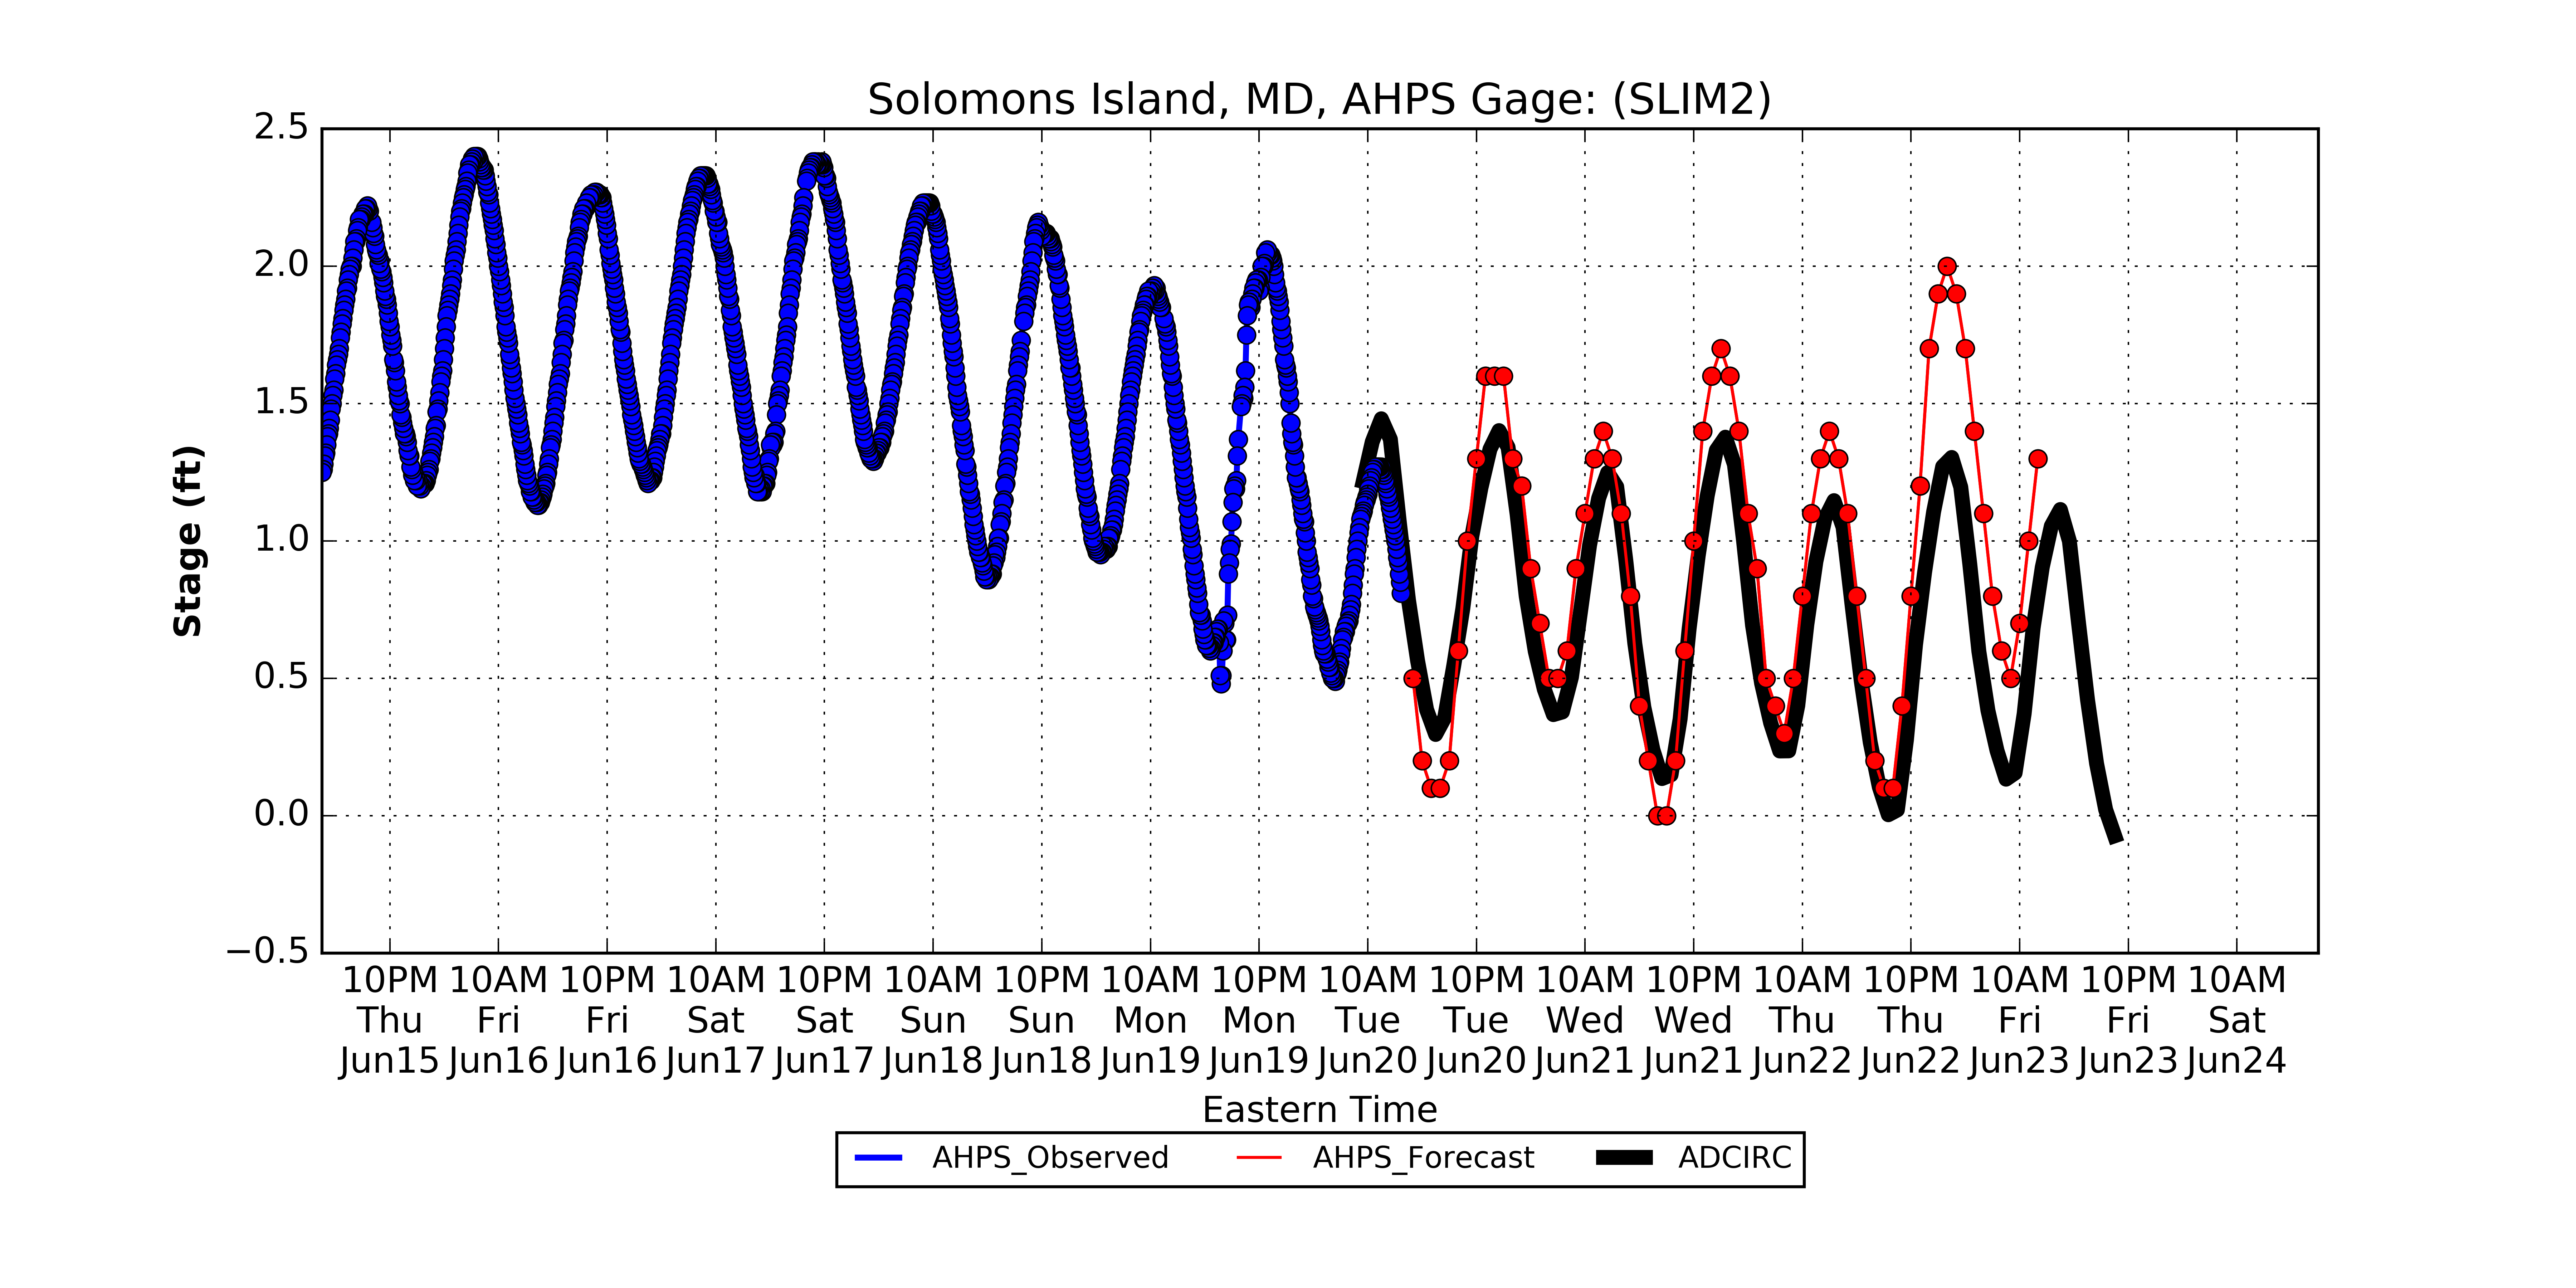 Solomons Island, MD, AHPS Gage: (SLIM2)
2.5
2.0
1.5
1.0
0.5
0.0
−0.5
Stage (ft)
10PM 10AM 10PM 10AM 10PM 10AM 10PM 10AM 10PM 10AM 10PM 10AM 10PM 10AM 10PM 10AM 10PM 10AM
Thu Fri Fri Sat Sat Sun Sun Mon Mon Tue Tue Wed Wed Thu Thu Fri Fri Sat
Jun15 Jun16 Jun16 Jun17 Jun17 Jun18 Jun18 Jun19 Jun19 Jun20 Jun20 Jun21 Jun21 Jun22 Jun22 Jun23 Jun23 Jun24
Eastern Time
AHPS_Observed AHPS_Forecast ADCIRC